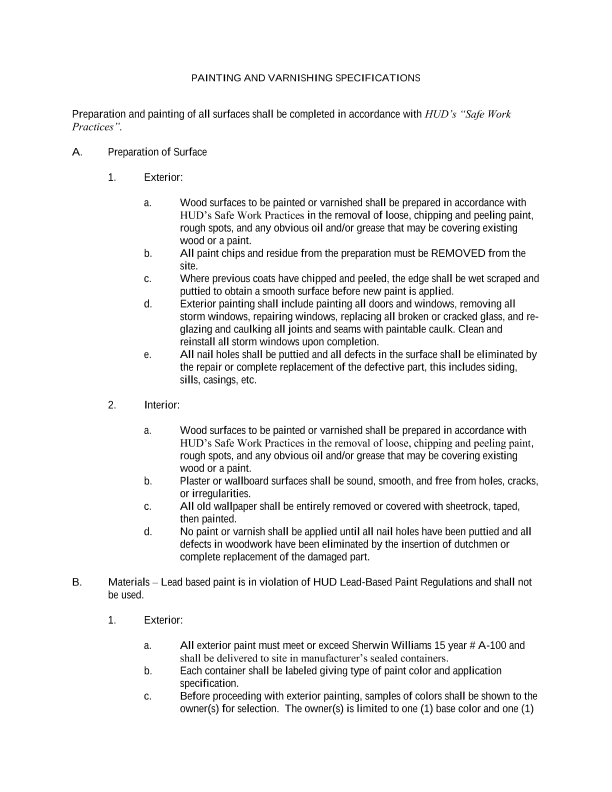 PAINTING AND VARNISHING SPECIFICATIONS
Preparation and painting of all surfaces shall be completed in accordance with HUD's “Safe Work
Practices”.
A. Preparation of Surface
1. Exterior:
a. Wood surfaces to be painted or varnished shall be prepared in accordance with
HUD's Safe Work Practices in the removal of loose, chipping and peeling paint,
rough spots, and any obvious oil and/or grease that may be covering existing
wood or a paint.
b. All paint chips and residue from the preparation must be REMOVED from the
site.
c. Where previous coats have chipped and peeled, the edge shall be wet scraped and
puttied to obtain a smooth surface before new paint is applied.
d. Exterior painting shall include painting all doors and windows, removing all
storm windows, repairing windows, replacing all broken or cracked glass, and re-
glazing and caulking all joints and seams with paintable caulk. Clean and
reinstall all storm windows upon completion.
e. All nail holes shall be puttied and all defects in the surface shall be eliminated by
the repair or complete replacement of the defective part, this includes siding,
sills, casings, etc.
2. Interior:
a. Wood surfaces to be painted or varnished shall be prepared in accordance with
HUD's Safe Work Practices in the removal of loose, chipping and peeling paint,
rough spots, and any obvious oil and/or grease that may be covering existing
wood or a paint.
b. Plaster or wallboard surfaces shall be sound, smooth, and free from holes, cracks,
or irregularities.
c. All old wallpaper shall be entirely removed or covered with sheetrock, taped,
then painted.
d. No paint or varnish shall be applied until all nail holes have been puttied and all
defects in woodwork have been eliminated by the insertion of dutchmen or
complete replacement of the damaged part.
B. Materials – Lead based paint is in violation of HUD Lead-Based Paint Regulations and shall not
be used.
1. Exterior:
a. All exterior paint must meet or exceed Sherwin Williams 15 year # A-100 and
shall be delivered to site in manufacturer's sealed containers.
b. Each container shall be labeled giving type of paint color and application
specification.
c. Before proceeding with exterior painting, samples of colors shall be shown to the
owner(s) for selection. The owner(s) is limited to one (1) base color and one (1)